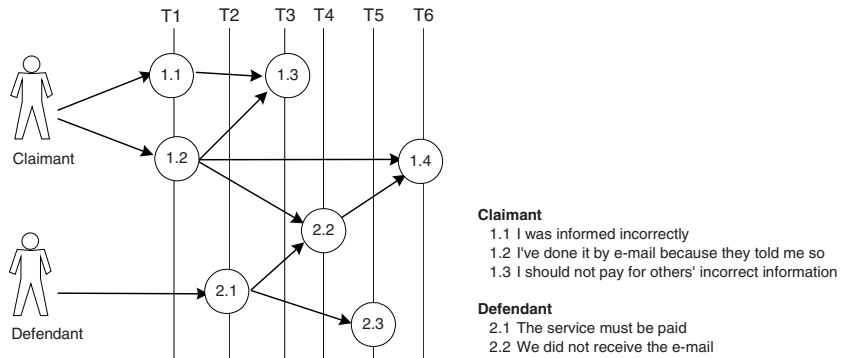 T1 T2 T3 T4 T5 T6
1.1
1.3
Claimant
1.2
1.4
2.2
Defendant
2.1
2.3
Claimant
1.1 I was informed incorrectly
1.2 I've done it by e-mail because they told me so
1.3 I should not pay for others' incorrect information
Defendant
2.1 The service must be paid
2.2 We did not receive the e-mail